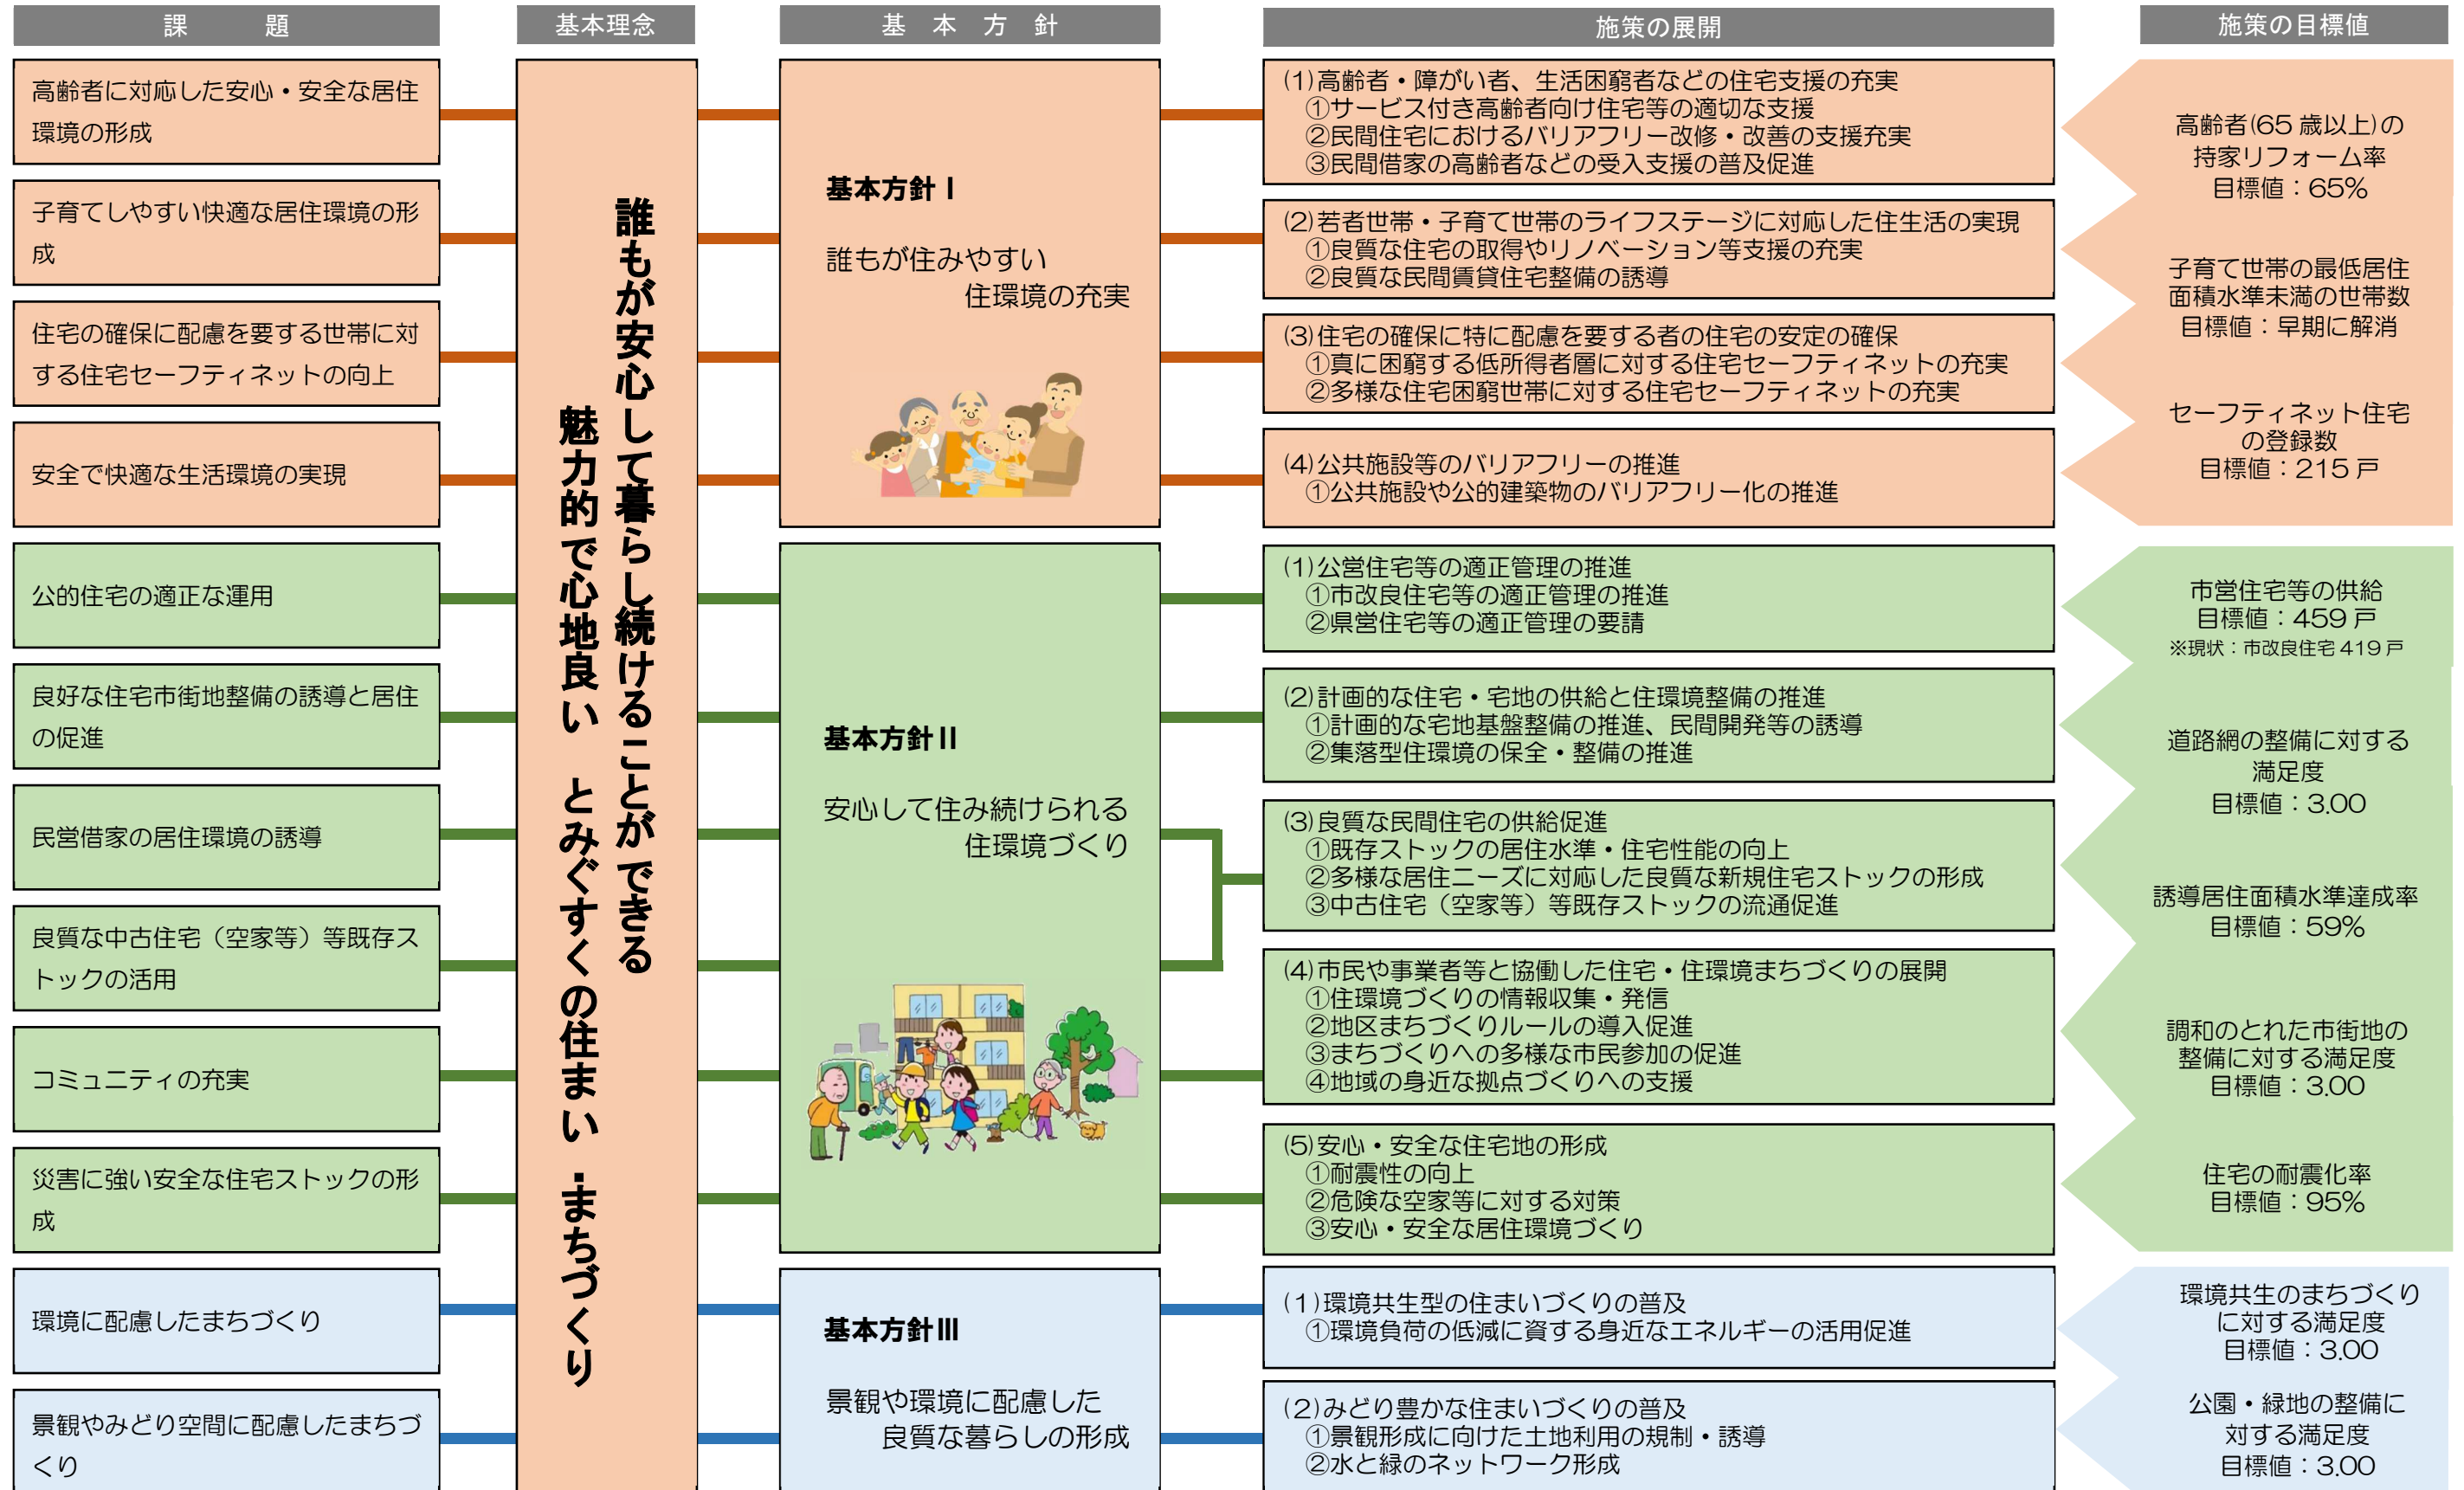 課　　題
基本理念
基　本　方　針
施策の展開
施策の目標値
高齢者に対応した安心・安全な居住
環境の形成
子育てしやすい快適な居住環境の形
成
住宅の確保に配慮を要する世帯に対
する住宅セーフティネットの向上
安全で快適な生活環境の実現
公的住宅の適正な運用
良好な住宅市街地整備の誘導と居住
の促進
民営借家の居住環境の誘導
良質な中古住宅（空家等）等既存ス
トックの活用
コミュニティの充実
災害に強い安全な住宅ストックの形
成
環境に配慮したまちづくり
景観やみどり空間に配慮したまちづ
くり
誰もが安心して暮らし続けることができる
魅力的で心地良い　とみぐすくの住まい・まちづくり
基本方針Ⅰ
誰もが住みやすい
住環境の充実
基本方針Ⅱ
安心して住み続けられる
住環境づくり
基本方針Ⅲ
景観や環境に配慮した
良質な暮らしの形成
(1)高齢者・障がい者、生活困窮者などの住宅支援の充実
①サービス付き高齢者向け住宅等の適切な支援
②民間住宅におけるバリアフリー改修・改善の支援充実
③民間借家の高齢者などの受入支援の普及促進
(2)若者世帯・子育て世帯のライフステージに対応した住生活の実現
①良質な住宅の取得やリノベーション等支援の充実
②良質な民間賃貸住宅整備の誘導
(3)住宅の確保に特に配慮を要する者の住宅の安定の確保
①真に困窮する低所得者層に対する住宅セーフティネットの充実
②多様な住宅困窮世帯に対する住宅セーフティネットの充実
(4)公共施設等のバリアフリーの推進
①公共施設や公的建築物のバリアフリー化の推進
(1)公営住宅等の適正管理の推進
①市改良住宅等の適正管理の推進
②県営住宅等の適正管理の要請
(2)計画的な住宅・宅地の供給と住環境整備の推進
①計画的な宅地基盤整備の推進、民間開発等の誘導
②集落型住環境の保全・整備の推進
(3)良質な民間住宅の供給促進
①既存ストックの居住水準・住宅性能の向上
②多様な居住ニーズに対応した良質な新規住宅ストックの形成
③中古住宅（空家等）等既存ストックの流通促進
(4)市民や事業者等と協働した住宅・住環境まちづくりの展開
①住環境づくりの情報収集・発信
②地区まちづくりルールの導入促進
③まちづくりへの多様な市民参加の促進
④地域の身近な拠点づくりへの支援
(5)安心・安全な住宅地の形成
①耐震性の向上
②危険な空家等に対する対策
③安心・安全な居住環境づくり
(1)環境共生型の住まいづくりの普及
①環境負荷の低減に資する身近なエネルギーの活用促進
(2)みどり豊かな住まいづくりの普及
①景観形成に向けた土地利用の規制・誘導
②水と緑のネットワーク形成
高齢者(65 歳以上)の
持家リフォーム率
目標値：65%
子育て世帯の最低居住
面積水準未満の世帯数
目標値：早期に解消
セーフティネット住宅
の登録数
目標値：215 戸
市営住宅等の供給
目標値：459 戸
※現状：市改良住宅 419 戸
道路網の整備に対する
満足度
目標値：3.00
誘導居住面積水準達成率
目標値：59%
調和のとれた市街地の
整備に対する満足度
目標値：3.00
住宅の耐震化率
目標値：95%
環境共生のまちづくり
に対する満足度
目標値：3.00
公園・緑地の整備に
対する満足度
目標値：3.00